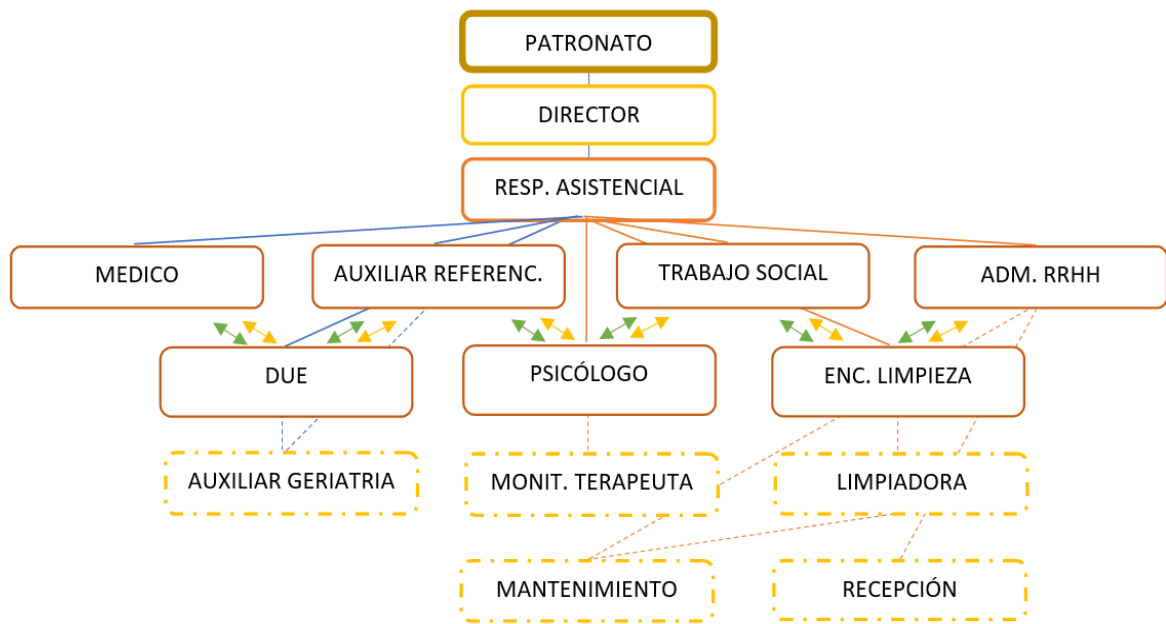 PATRONATO
DIRECTOR
RESP. ASISTENCIAL
MEDICO
AUXILIAR REFERENC.
TRABAJO SOCIAL
ADM. RRHH
DUE
PSICÓLOGO
ENC. LIMPIEZA
AUXILIAR GERIATRIA
MONIT. TERAPEUTA
LIMPIADORA
MANTENIMIENTO
RECEPCIÓN